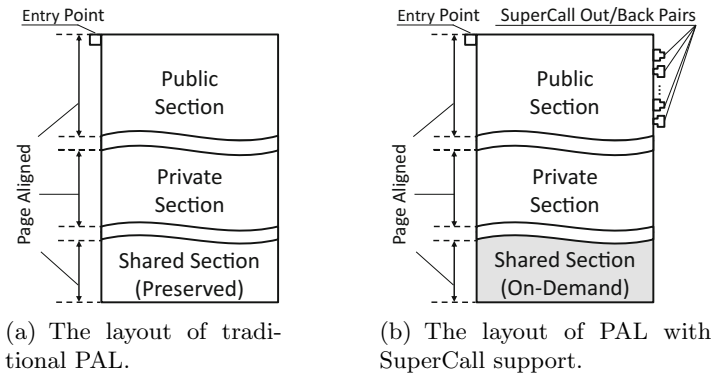 Entry Point
Public
Section
Private
Section
Shared Section
(Preserved)
Page Aligned
(a) The layout of tradi-
tional PAL.
Entry Point
SuperCall Out/Back Pairs
Public
Section
Private
Section
Shared Section
(On-Demand)
Page Aligned
...
(b) The layout of PAL with
SuperCall support.